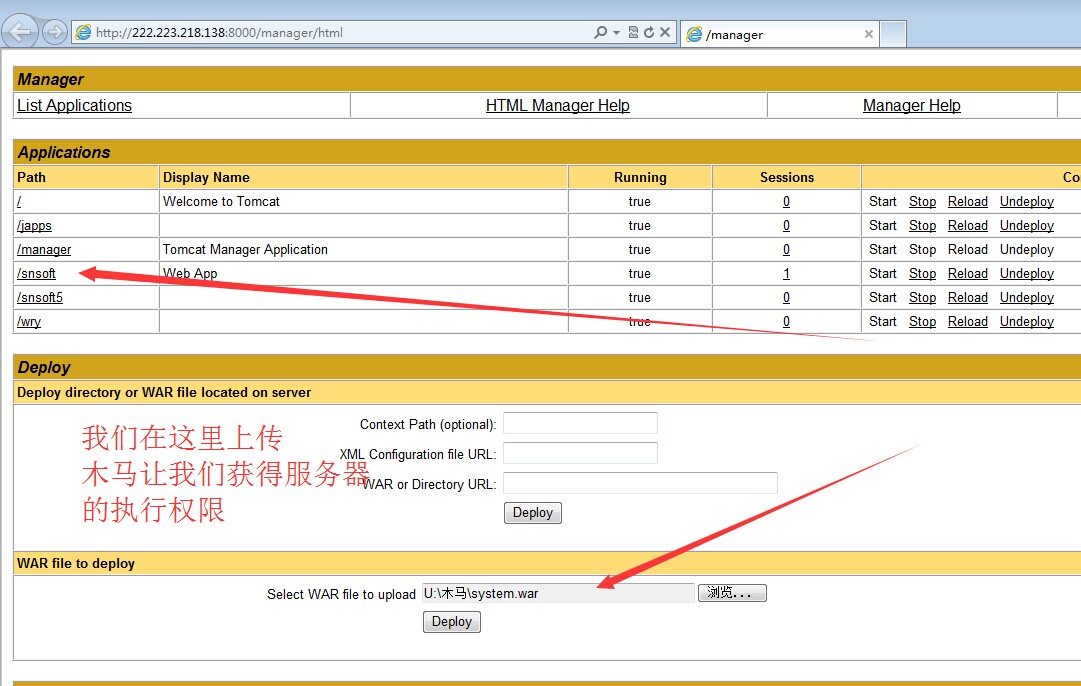 http://222.223.218.138:8000/manager/html
/manager
Manager
List Applications HTML Manager Help Manager Help
Applications
Path Display Name Running Sessions Co
/ Welcome to Tomcat true 0 Start Stop Reload Undeploy
/japps true 0 Start Stop Reload Undeploy
/manager Tomcat Manager Application true 0 Start Stop Reload Undeploy
/snsoft Web App true 1 Start Stop Reload Undeploy
/snsoft5 true 0 Start Stop Reload Undeploy
/wry true 0 Start Stop Reload Undeploy
Deploy
Deploy directory or WAR file located on server
Context Path (optional):
XML Configuration file URL:
WAR or Directory URL:
Deploy
我们在这里上传
木马让我们获得服务器
的执行权限
WAR file to deploy
Select WAR file to upload U:\木马\system.war 浏览...
Deploy